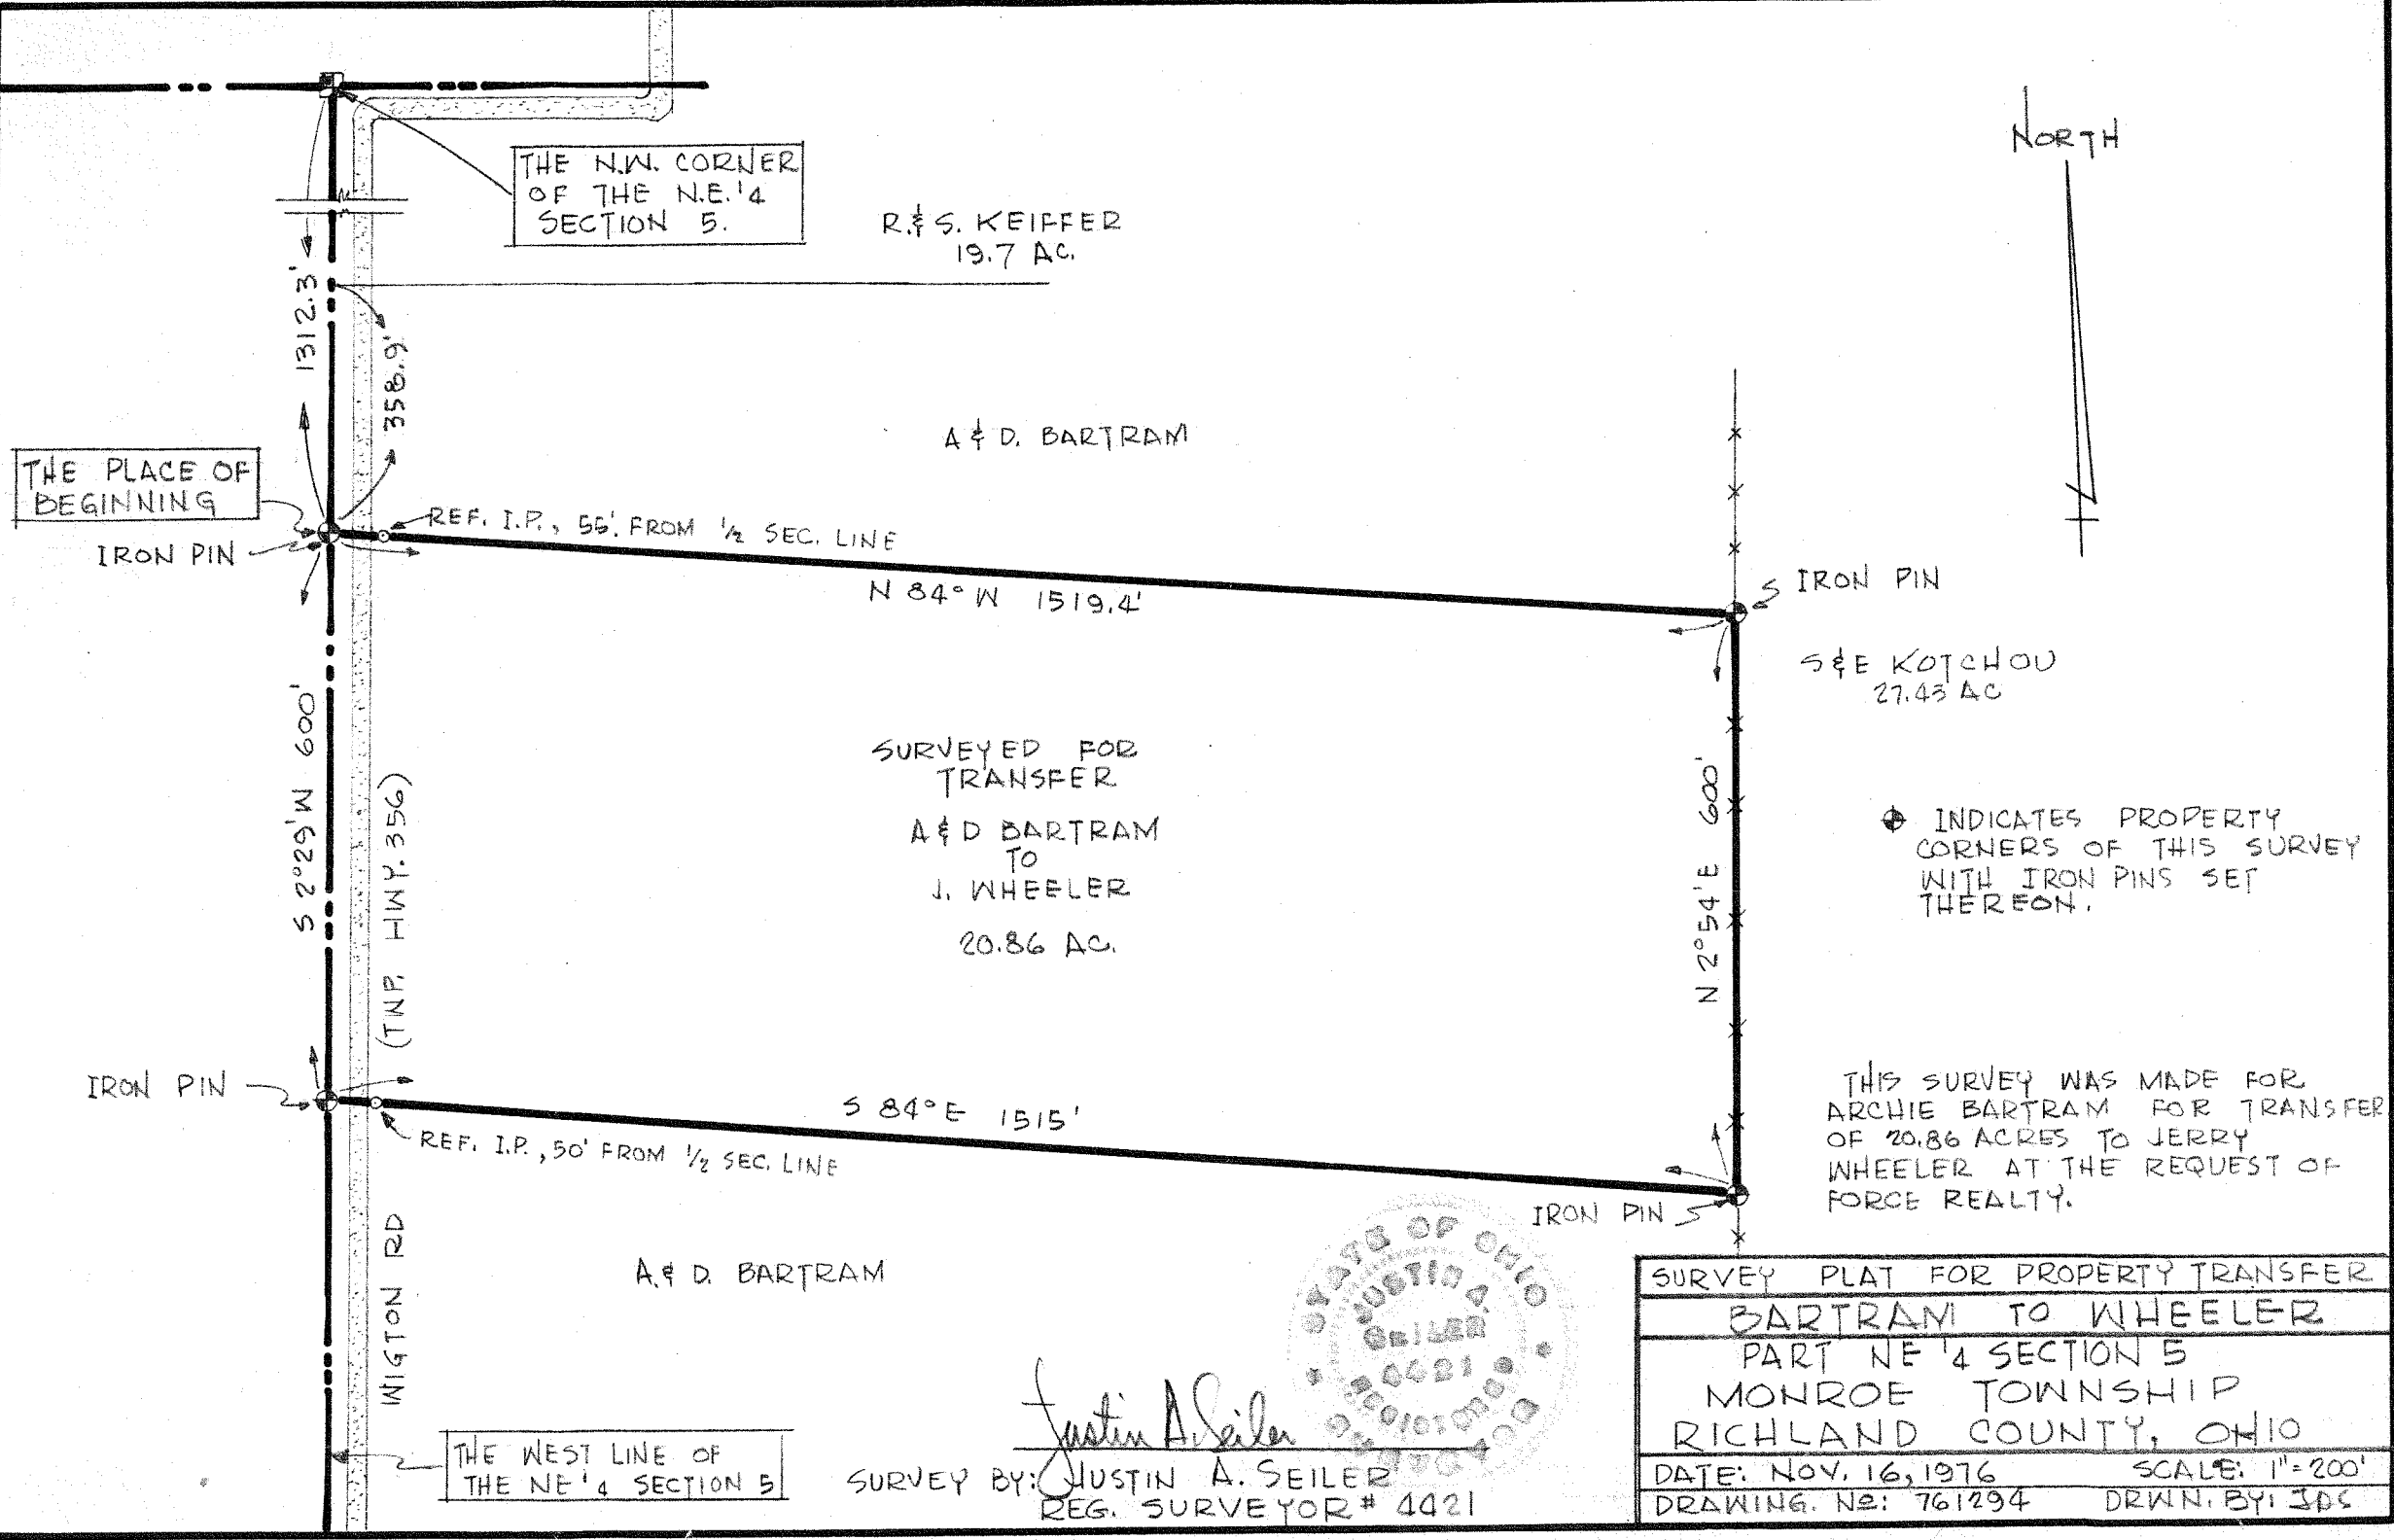 NORTH
THE N.W. CORNER
OF THE N.E. 1/4
SECTION 5.
R. & S. KEIFFER
19.7 AC.
1312.3'
358.9'
A & D. BARTRAM
THE PLACE OF
BEGINNING
IRON PIN
REF. I.P., 55'. FROM 1/2 SEC. LINE
N 84° W 1519.4'
IRON PIN
S & E KOTCHOU
27.43 AC
S 2°29' W 600'
(TWP. HWY. 356)
SURVEYED FOR
TRANSFER
A & D BARTRAM
TO
J. WHEELER
20.86 AC.
N 2°54' E 600'
INDICATES PROPERTY
CORNERS OF THIS SURVEY
WITH IRON PINS SET
THEREON.
IRON PIN
S 84° E 1515'
REF. I.P., 50' FROM 1/2 SEC. LINE
THIS SURVEY WAS MADE FOR
ARCHIE BARTRAM FOR TRANSFER
OF 20.86 ACRES TO JERRY
WHEELER AT THE REQUEST OF
FORCE REALTY.
IRON PIN
WIGTON RD
A. & D. BARTRAM
STATE OF OHIO
JUSTIN A.
SEILER
4421
Justin A. Seiler
SURVEY BY: JUSTIN A. SEILER
REG. SURVEYOR # 4421
THE WEST LINE OF
THE NE 1/4 SECTION 5
SURVEY PLAT FOR PROPERTY TRANSFER
BARTRAM TO WHEELER
PART NE 1/4 SECTION 5
MONROE TOWNSHIP
RICHLAND COUNTY, OHIO
DATE: NOV. 16, 1976 SCALE: 1"=200'
DRAWING. No: 761294 DRWN. BY: JDS